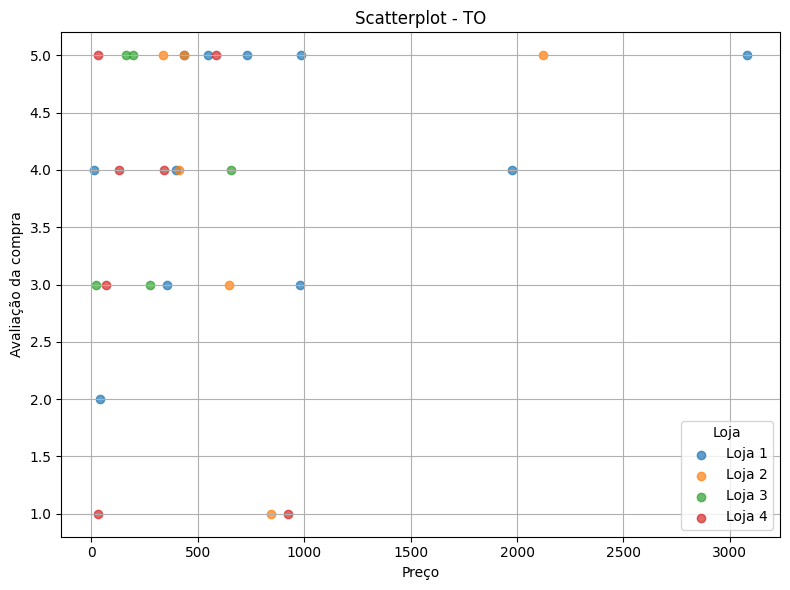 Scatterplot - TO
Avaliação da compra
5.0
4.5
4.0
3.5
3.0
2.5
2.0
1.5
1.0
Loja
Loja 1
Loja 2
Loja 3
Loja 4
0
500
1000
1500
2000
2500
3000
Preço